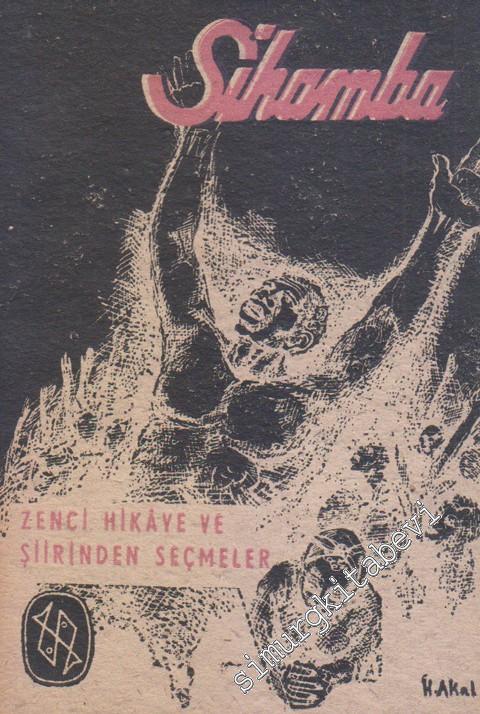 Sihamba
ZENCİ HİKÂYE VE
ŞİİRİNDEN SEÇMELER
simurgkitabevi
H.AKal